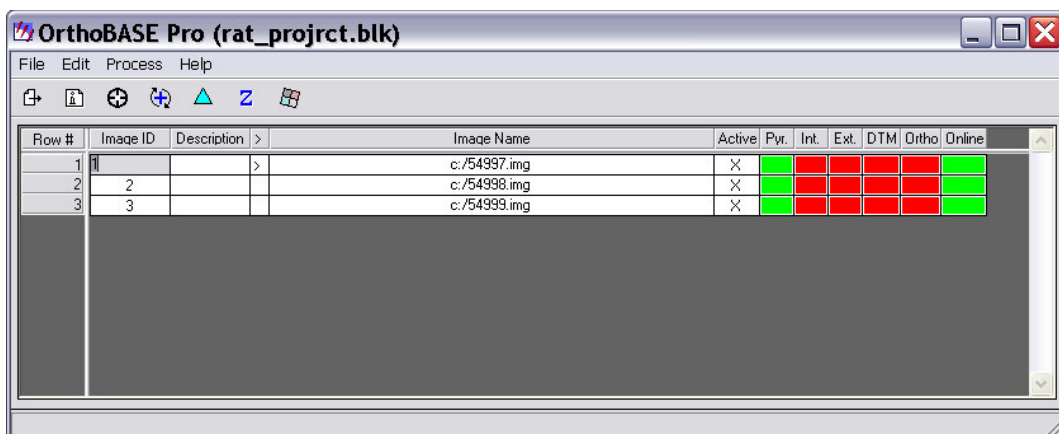 OrthoBASE Pro (rat_projrct.blk)
File Edit Process Help
Z
Row # Image ID Description > Image Name Active Pyr. Int. Ext. DTM Ortho Online
1 1 > c:/54997.img X
2 2 c:/54998.img X
3 3 c:/54999.img X